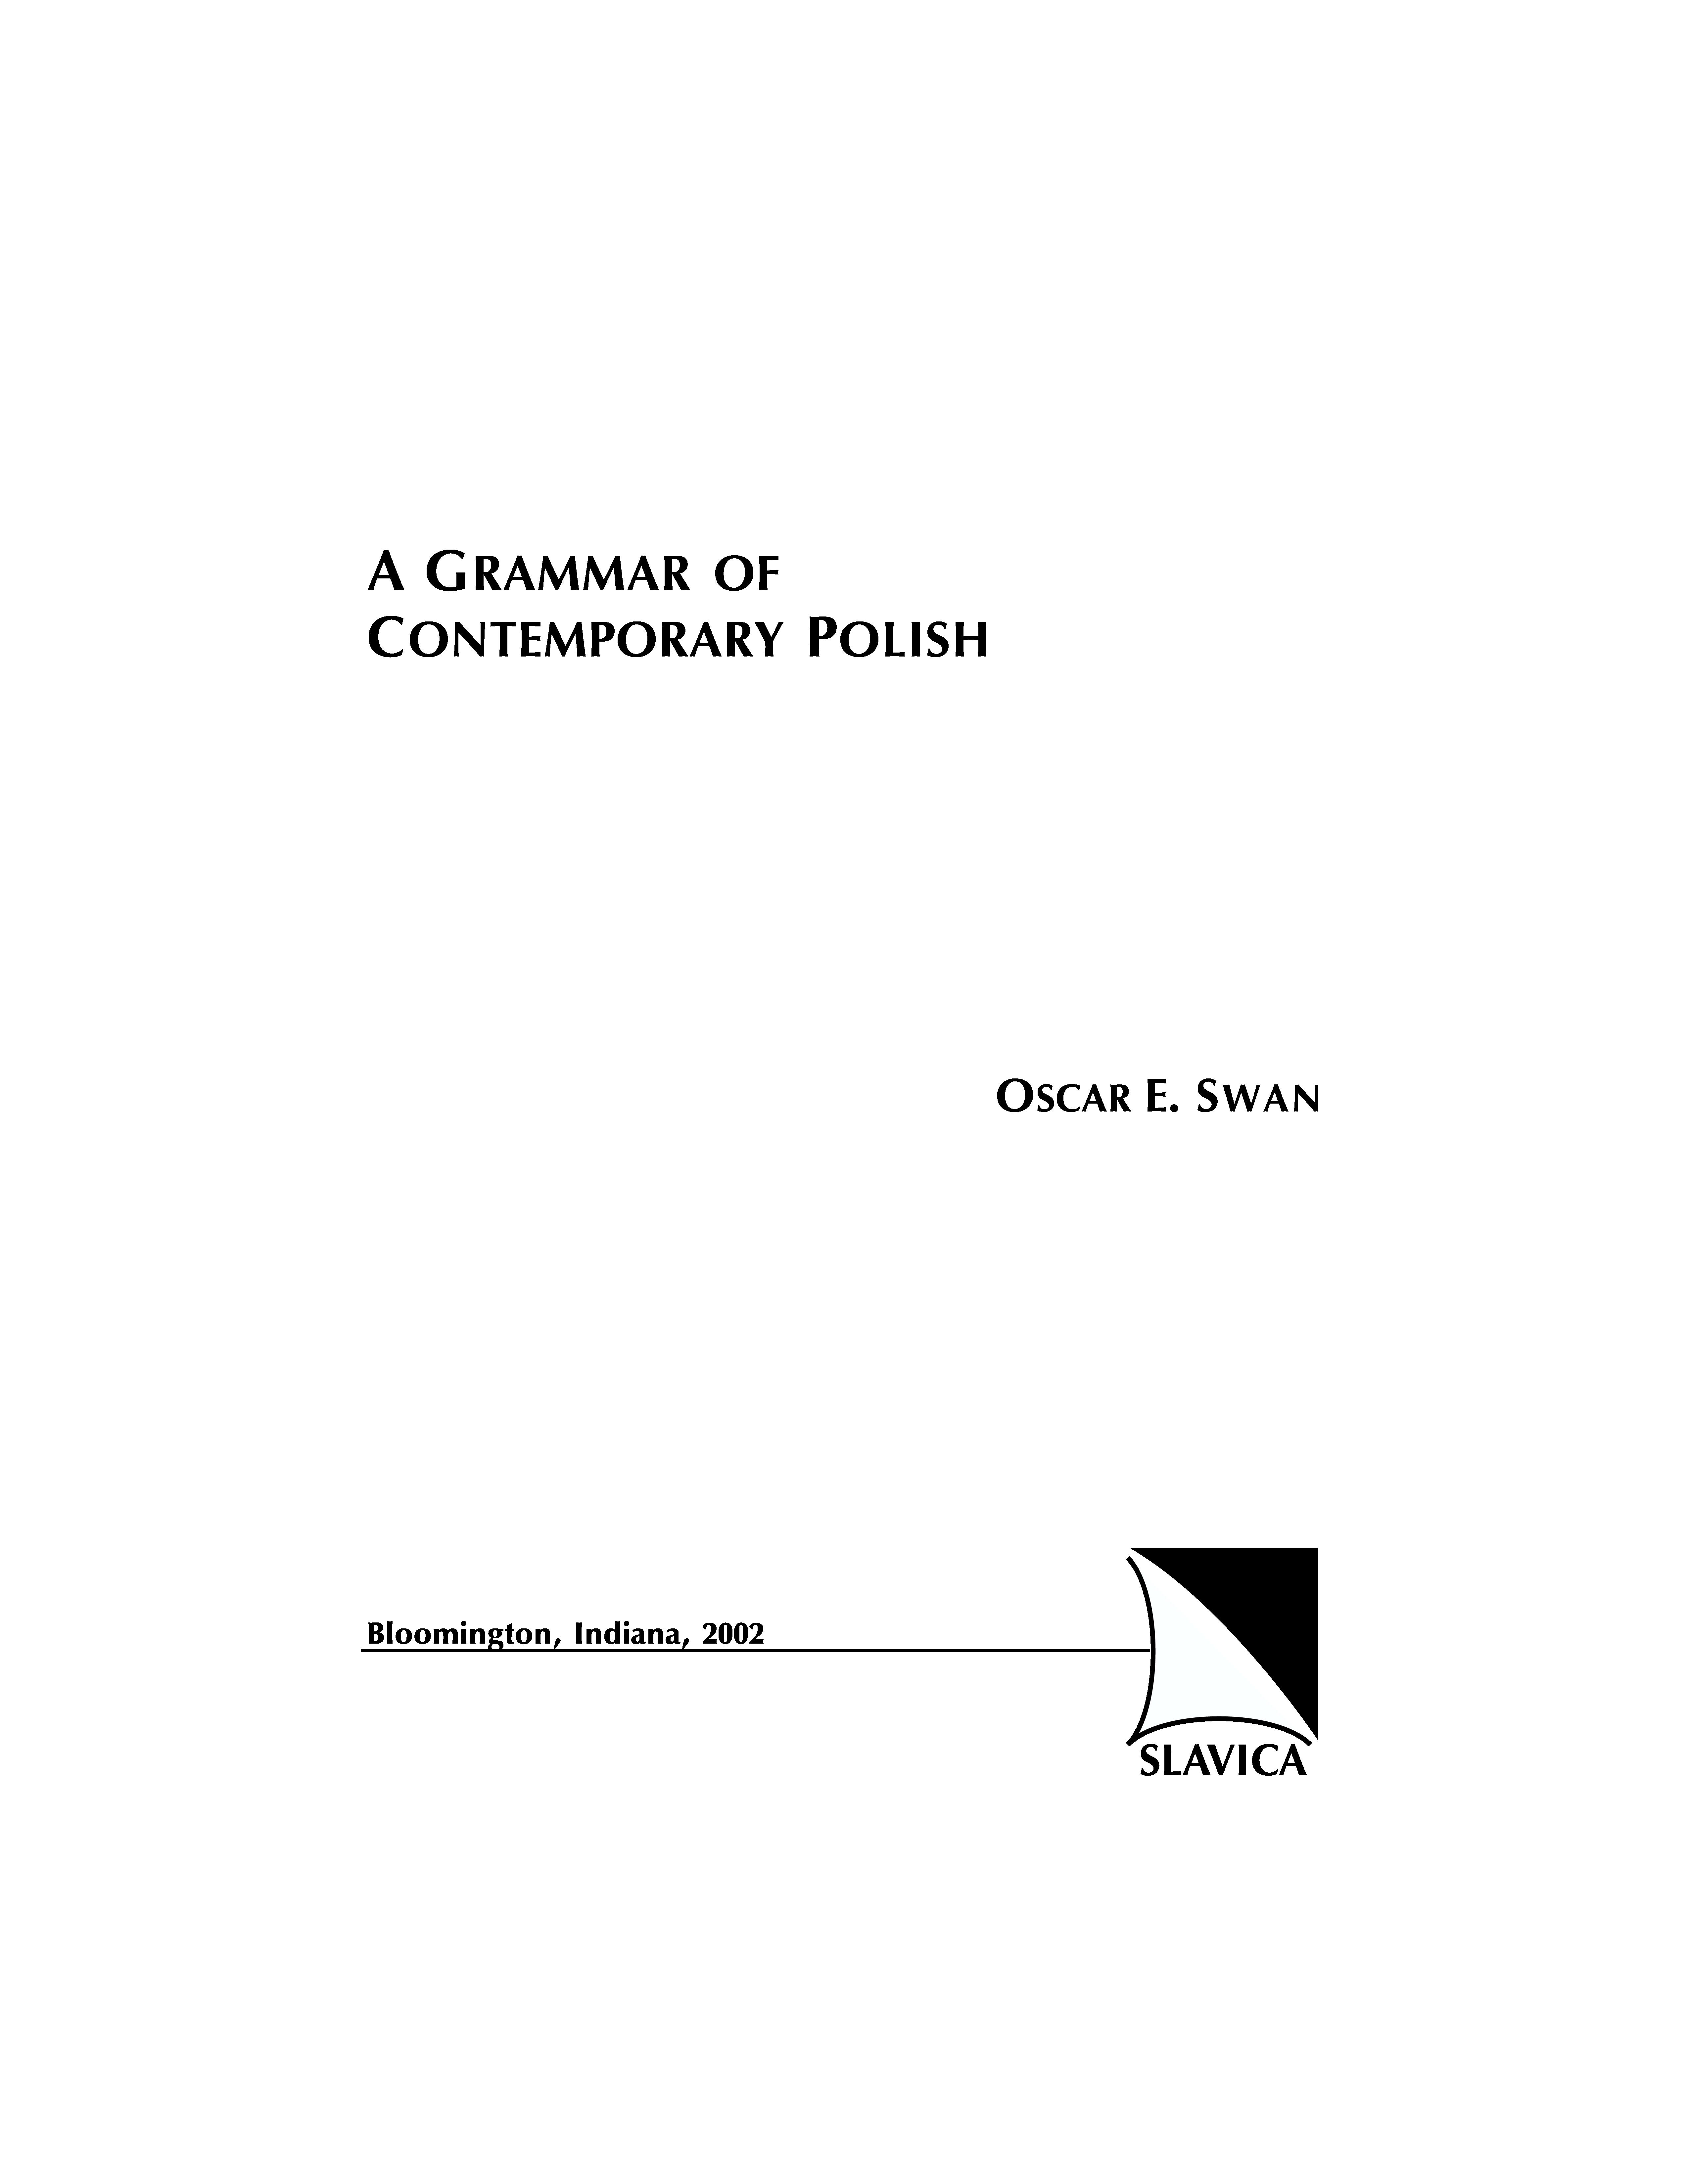 A GRAMMAR OF
CONTEMPORARY POLISH
OSCAR E. SWAN
Bloomington, Indiana, 2002
SLAVICA